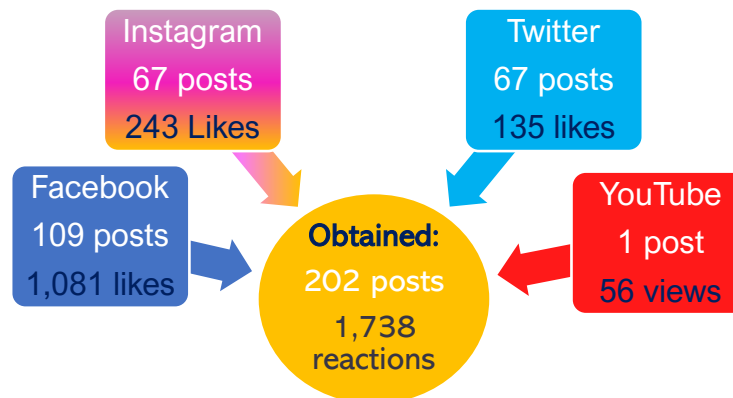 Instagram
67 posts
243 Likes
Twitter
67 posts
135 likes
Facebook
109 posts
1,081 likes
YouTube
1 post
56 views
Obtained:
202 posts
1,738
reactions